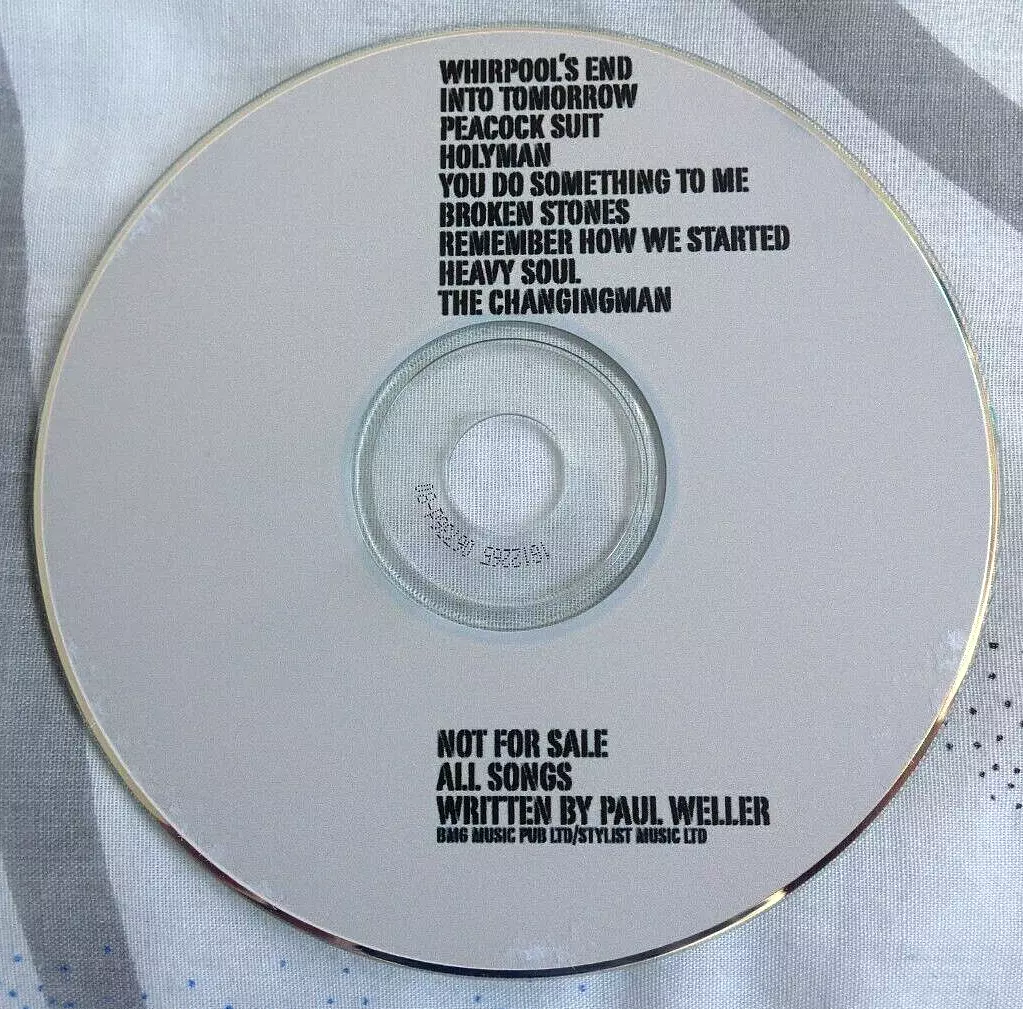 WHIRPOOL'S END
INTO TOMORROW
PEACOCK SUIT
HOLYMAN
YOU DO SOMETHING TO ME
BROKEN STONES
REMEMBER HOW WE STARTED
HEAVY SOUL
THE CHANGINGMAN
NOT FOR SALE
ALL SONGS
WRITTEN BY PAUL WELLER
BMG MUSIC PUB LTD/STYLIST MUSIC LTD